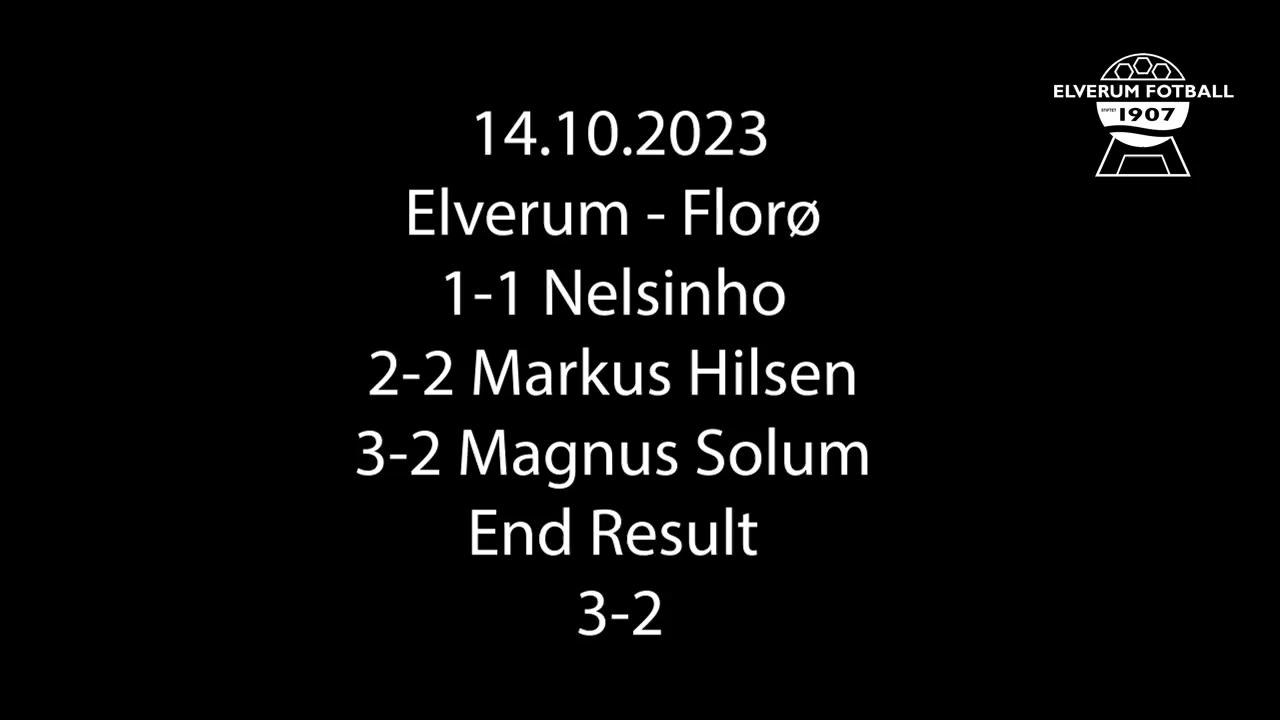 ELVERUM FOTBALL
STIFTET 1907
14.10.2023
Elverum - Florø
1-1 Nelsinho
2-2 Markus Hilsen
3-2 Magnus Solum
End Result
3-2